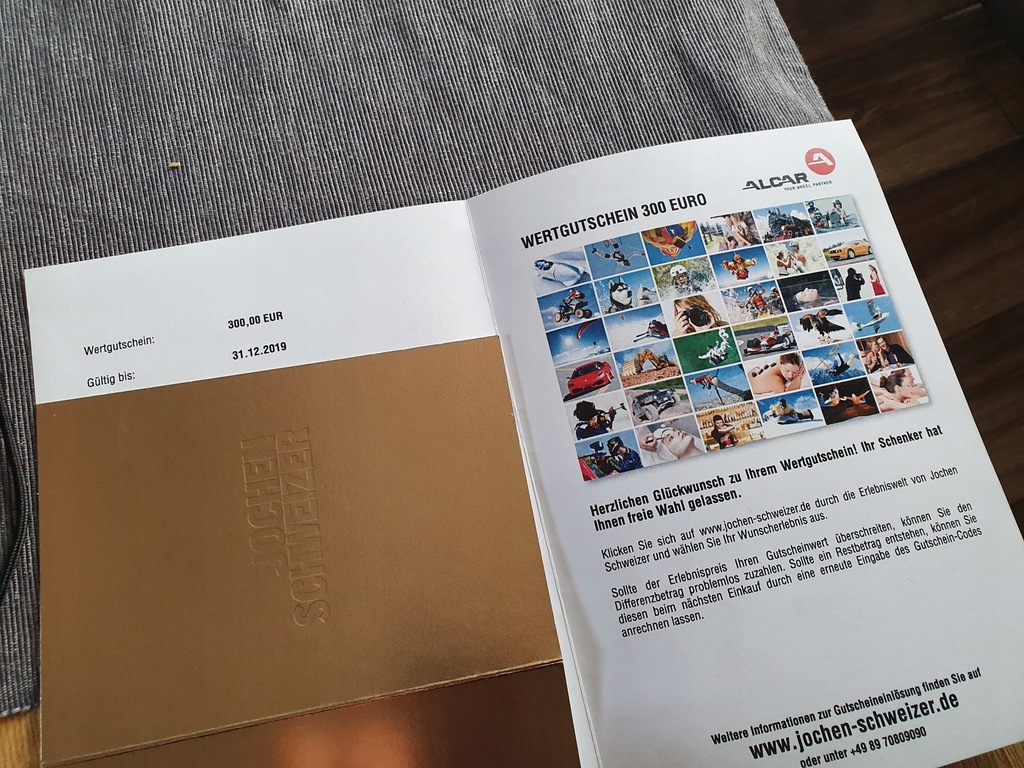 Wertgutschein: 300,00 EUR
Gültig bis: 31.12.2019
JOCHEN
SCHWEIZER
ALCAR
YOUR WHEEL PARTNER
WERTGUTSCHEIN 300 EURO
Herzlichen Glückwunsch zu Ihrem Wertgutschein! Ihr Schenker hat
Ihnen freie Wahl gelassen.
Klicken Sie sich auf www.jochen-schweizer.de durch die Erlebniswelt von Jochen
Schweizer und wählen Sie Ihr Wunscherlebnis aus.
Sollte der Erlebnispreis Ihren Gutscheinwert überschreiten, können Sie den
Differenzbetrag problemlos zuzahlen. Sollte ein Restbetrag entstehen, können Sie
diesen beim nächsten Einkauf durch eine erneute Eingabe des Gutschein-Codes
anrechnen lassen.
Weitere Informationen zur Gutscheineinlösung finden Sie auf
www.jochen-schweizer.de
oder unter +49 89 70809090